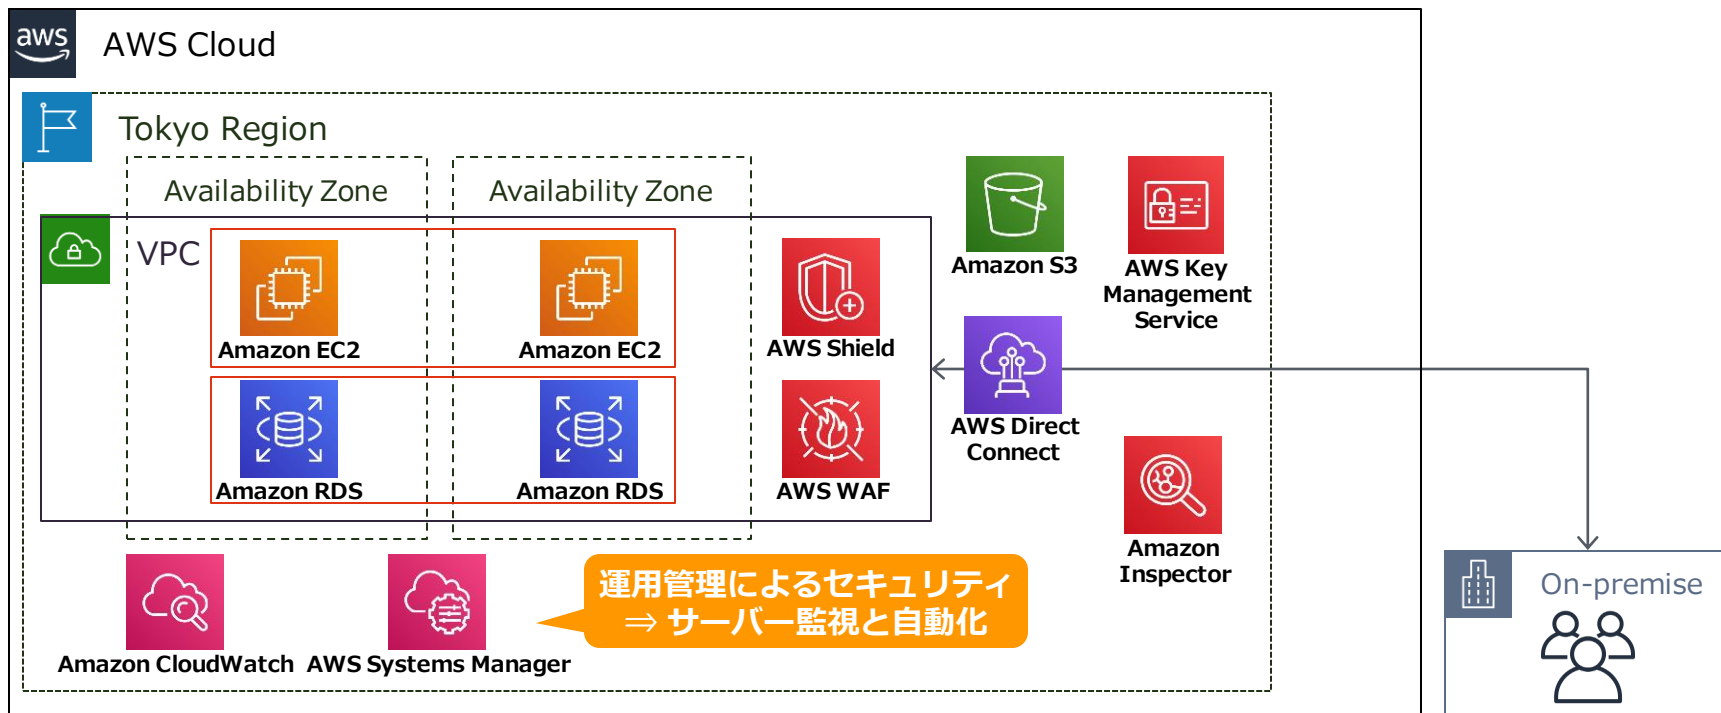 aws
AWS Cloud
Tokyo Region
Availability Zone
Availability Zone
VPC
Amazon EC2
Amazon EC2
AWS Shield
Amazon RDS
Amazon RDS
AWS WAF
Amazon S3
AWS Key
Management
Service
AWS Direct
Connect
Amazon
Inspector
Amazon CloudWatch
AWS Systems Manager
運用管理によるセキュリティ
⇒ サーバー監視と自動化
On-premise